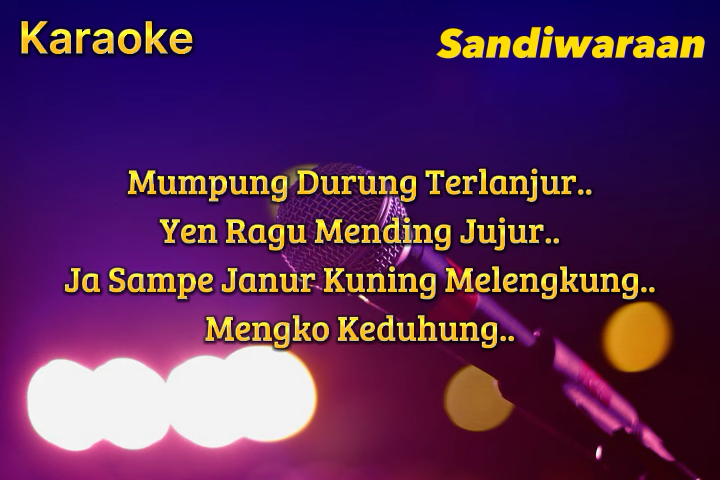 Karaoke
Sandiwaraan
Mumpung Durung Terlanjur..
Yen Ragu Mending Jujur..
Ja Sampe Janur Kuning Melengkung..
Mengko Keduhung..